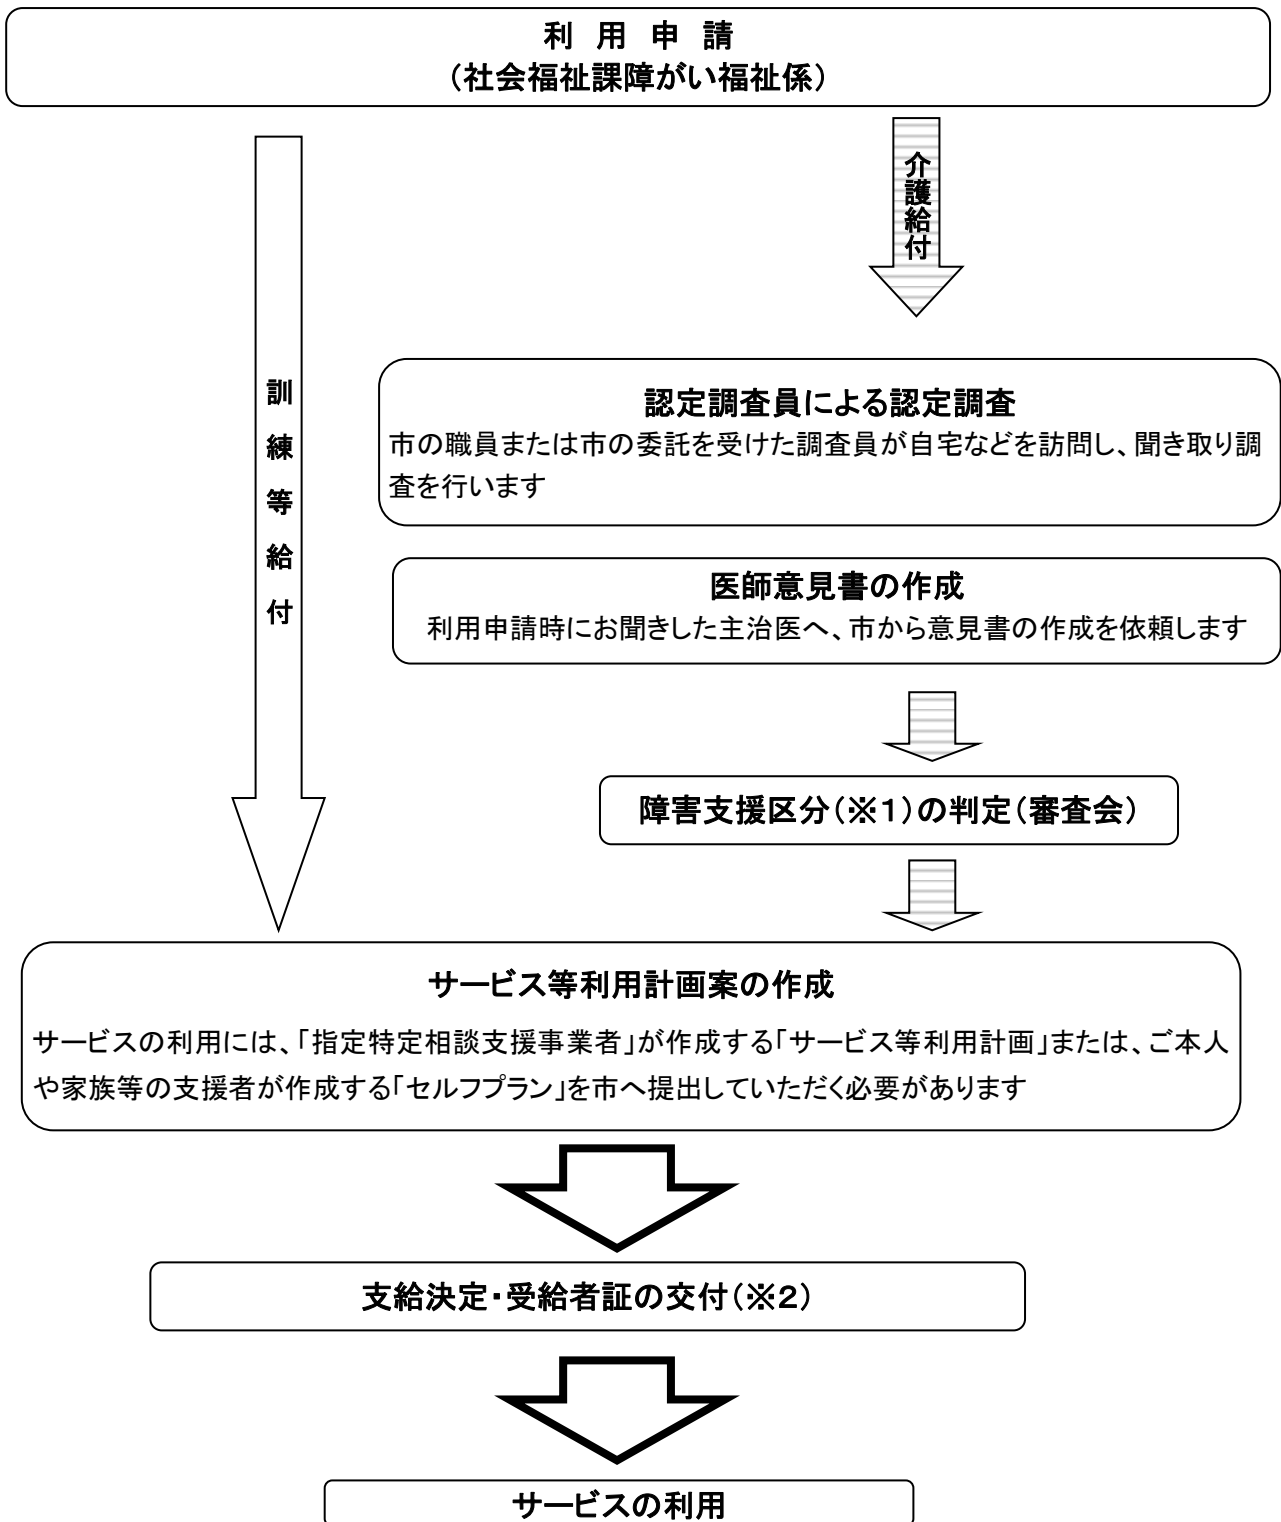 利 用 申 請
（社会福祉課障がい福祉係）
介護給付
訓練等給付
認定調査員による認定調査
市の職員または市の委託を受けた調査員が自宅などを訪問し、聞き取り調
査を行います
医師意見書の作成
利用申請時にお聞きした主治医へ、市から意見書の作成を依頼します
障害支援区分（※１）の判定（審査会）
サービス等利用計画案の作成
サービスの利用には、「指定特定相談支援事業者」が作成する「サービス等利用計画」または、ご本人
や家族等の支援者が作成する「セルフプラン」を市へ提出していただく必要があります
支給決定・受給者証の交付（※２）
サービスの利用